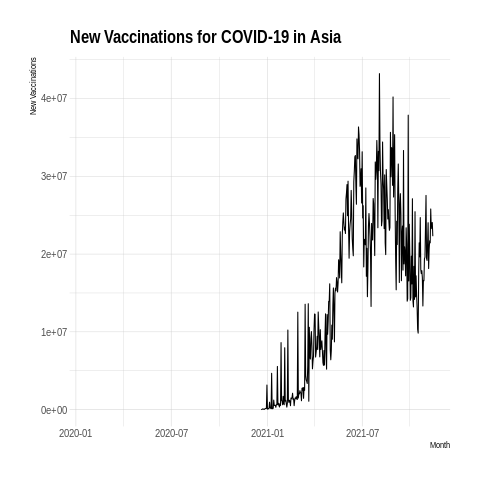 New Vaccinations for COVID-19 in Asia
New Vaccinations
4e+07
3e+07
2e+07
1e+07
0e+00
2020-01 2020-07 2021-01 2021-07
Month